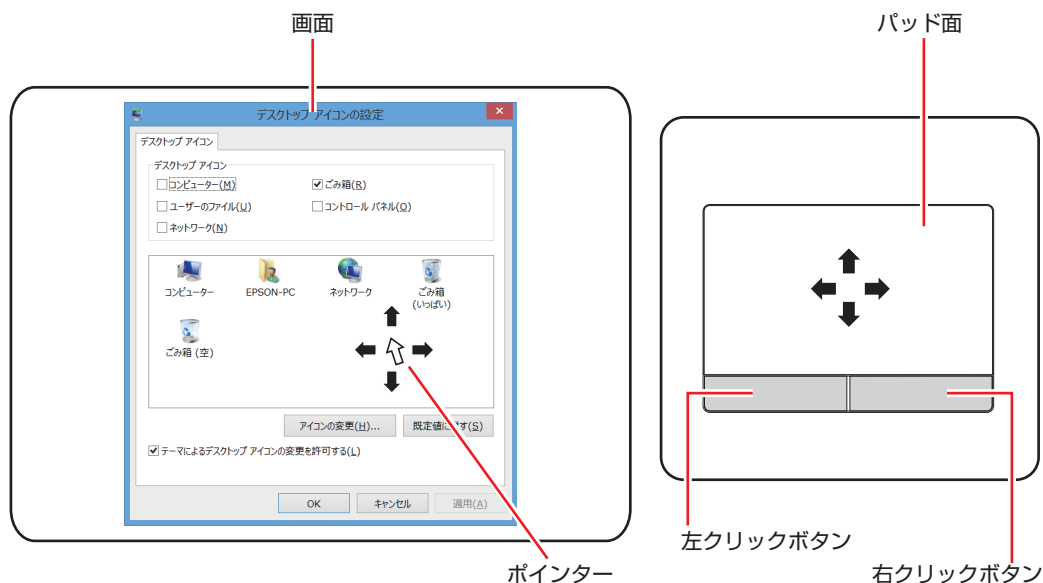 画面
パッド面
デスクトップ アイコンの設定
デスクトップ アイコン
デスクトップ アイコン
コンピューター(M)
ごみ箱(R)
ユーザーのファイル(U)
コントロール パネル(O)
ネットワーク(N)
コンピューター
EPSON-PC
ネットワーク
ごみ箱
(いっぱい)
ごみ箱 (空)
アイコンの変更(H)...
既定値に戻す(S)
テーマによるデスクトップ アイコンの変更を許可する(L)
OK
キャンセル
適用(A)
ポインター
左クリックボタン
右クリックボタン